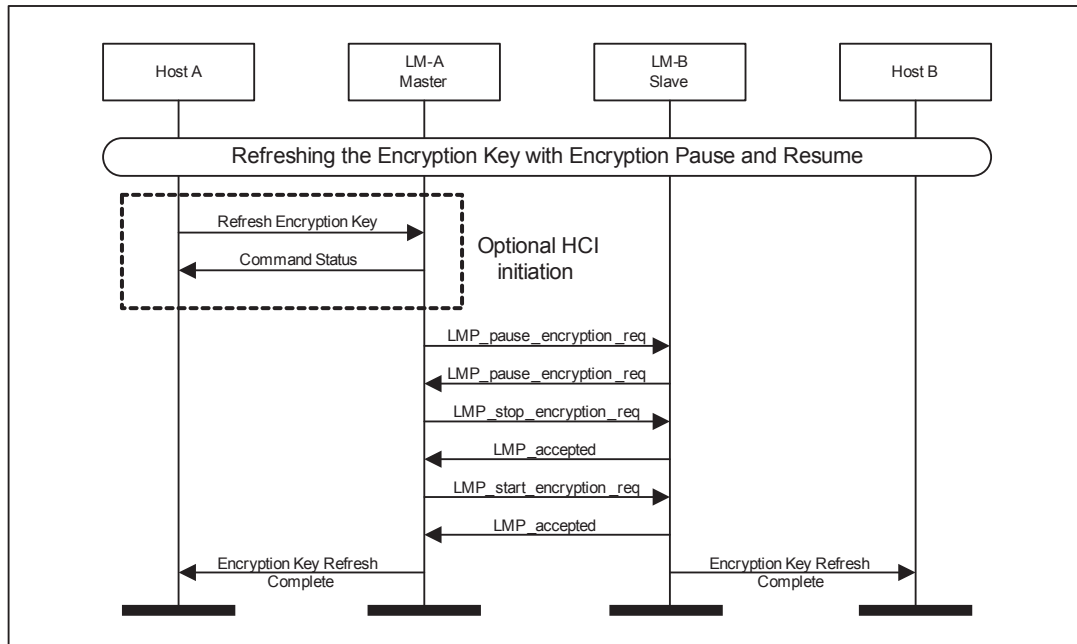 Host A
LM-A
Master
LM-B
Slave
Host B
Refreshing the Encryption Key with Encryption Pause and Resume
Refresh Encryption Key
Command Status
Optional HCI
initiation
LMP_pause_encryption_req
LMP_pause_encryption_req
LMP_stop_encryption_req
LMP_accepted
LMP_start_encryption_req
LMP_accepted
Encryption Key Refresh
Complete
Encryption Key Refresh
Complete